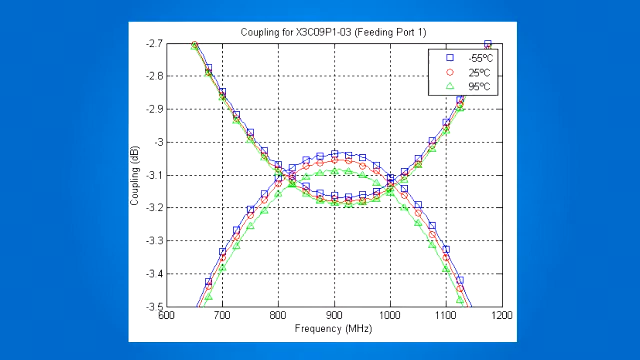 Coupling for X3C09P1-03 (Feeding Port 1)
-55ºC
25ºC
95ºC
Coupling (dB)
-2.7
-2.8
-2.9
-3
-3.1
-3.2
-3.3
-3.4
-3.5
600 700 800 900 1000 1100 1200
Frequency (MHz)